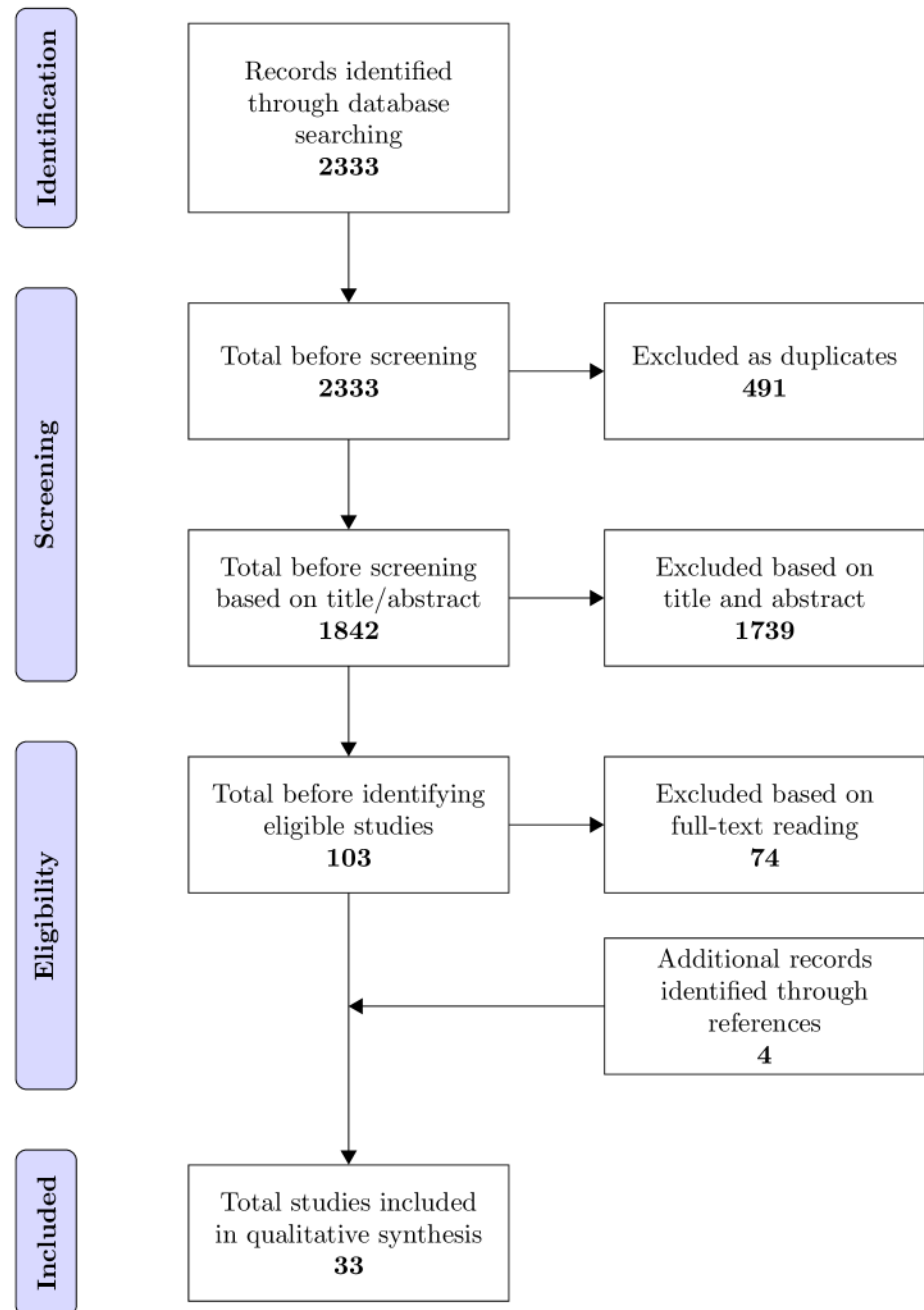 Identification
Records identified
through database
searching
2333
Screening
Total before screening
2333
Excluded as duplicates
491
Total before screening
based on title/abstract
1842
Excluded based on
title and abstract
1739
Eligibility
Total before identifying
eligible studies
103
Excluded based on
full-text reading
74
Additional records
identified through
references
4
Included
Total studies included
in qualitative synthesis
33